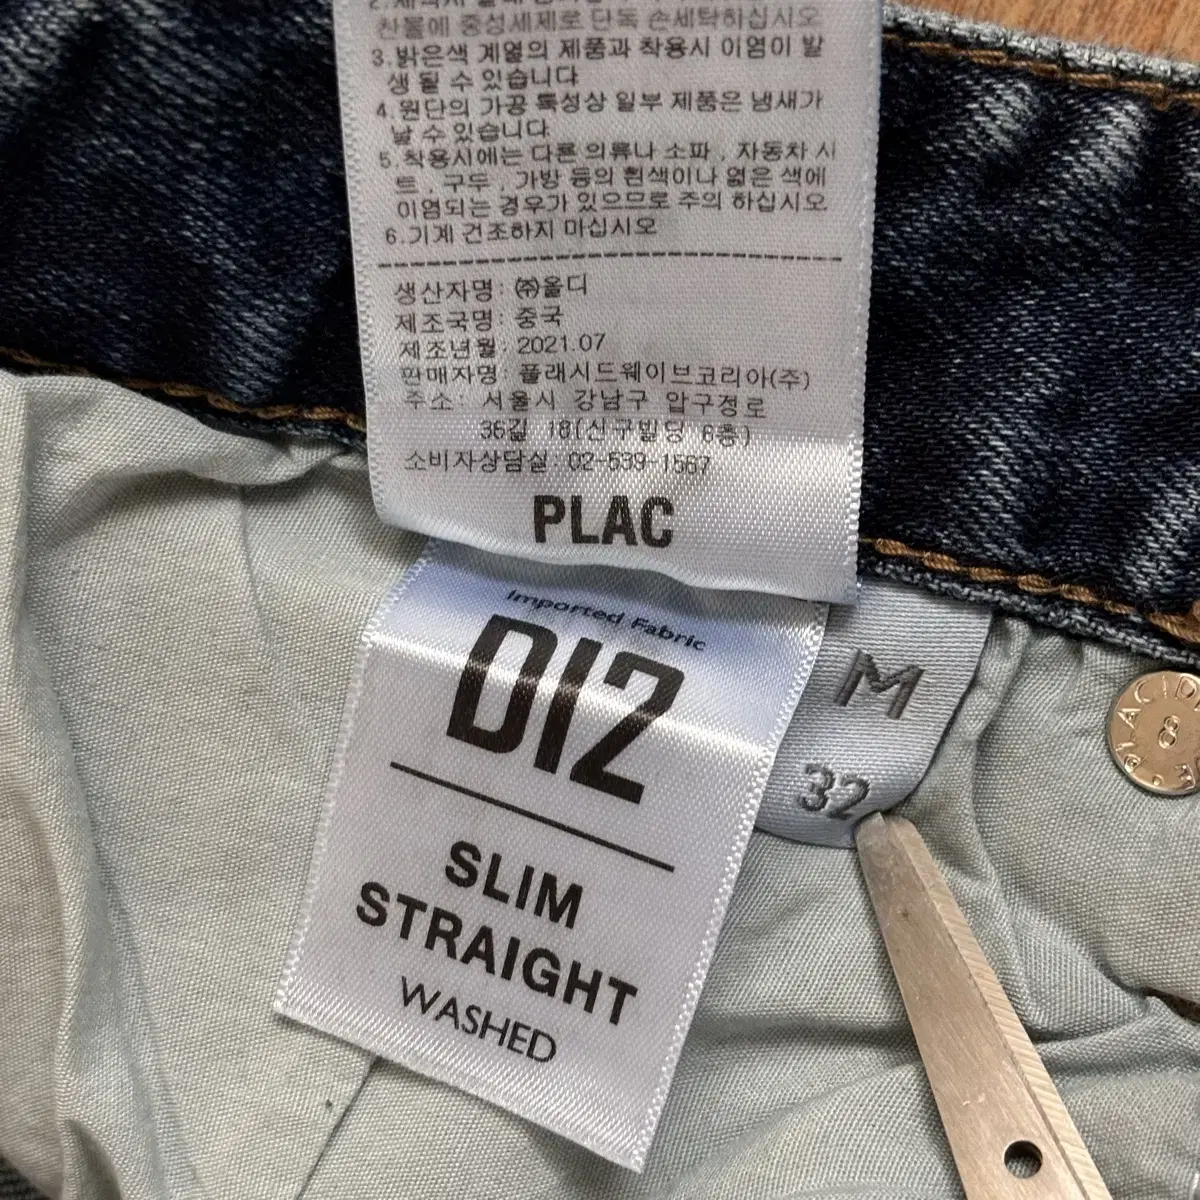 찬물에 중성세제로 단독 손세탁하십시오
3.밝은색 계열의 제품과 착용시 이염이 발
생 될 수 있습니다
4.원단의 가공 특성상 일부 제품은 냄새가
날 수 있습니다
5.착용시에는 다른 의류나 소파 , 자동차 시
트 , 구두 , 가방 등의 흰색이나 엷은 색에
이염되는 경우가 있으므로 주의 하십시오
6.기계 건조하지 마십시오
생산자명: ㈜올디
제조국명: 중국
제조년월: 2021.07
판매자명: 플래시드웨이브코리아(주)
주소: 서울시 강남구 압구정로
36길 18(신구빌딩 6층)
소비자상담실: 02-539-1567
PLAC
Imported Fabric
D12
SLIM
STRAIGHT
WASHED
M
32
PLACID
8